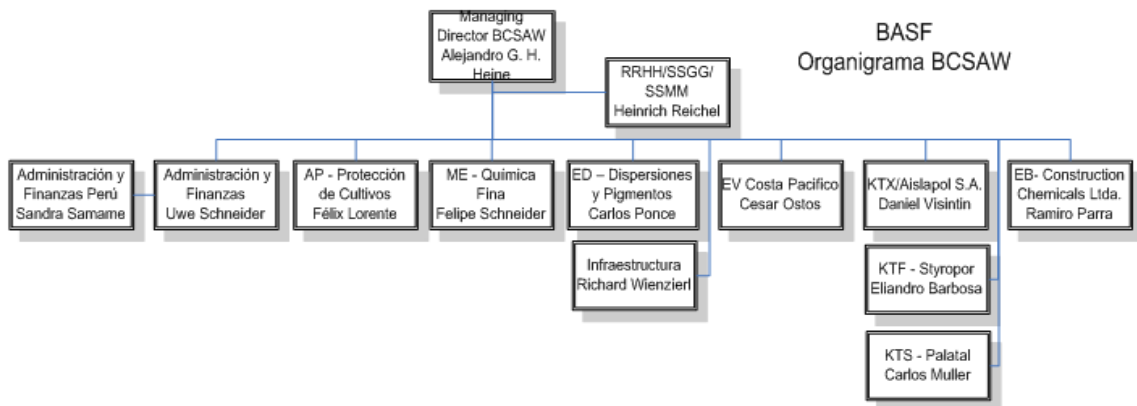 Managing
Director BCSAW
Alejandro G. H.
Heine
BASF
Organigrama BCSAW
RRHH/SSGG/
SSMM
Heinrich Reichel
Administración y
Finanzas Perú
Sandra Samame
Administración y
Finanzas
Uwe Schneider
AP - Protección
de Cultivos
Félix Lorente
ME - Química
Fina
Felipe Schneider
ED – Dispersiones
y Pigmentos
Carlos Ponce
EV Costa Pacifico
Cesar Ostos
KTX/Aislapol S.A.
Daniel Visintin
EB- Construction
Chemicals Ltda.
Ramiro Parra
Infraestructura
Richard Wienzierl
KTF - Styropor
Eliandro Barbosa
KTS - Palatal
Carlos Muller